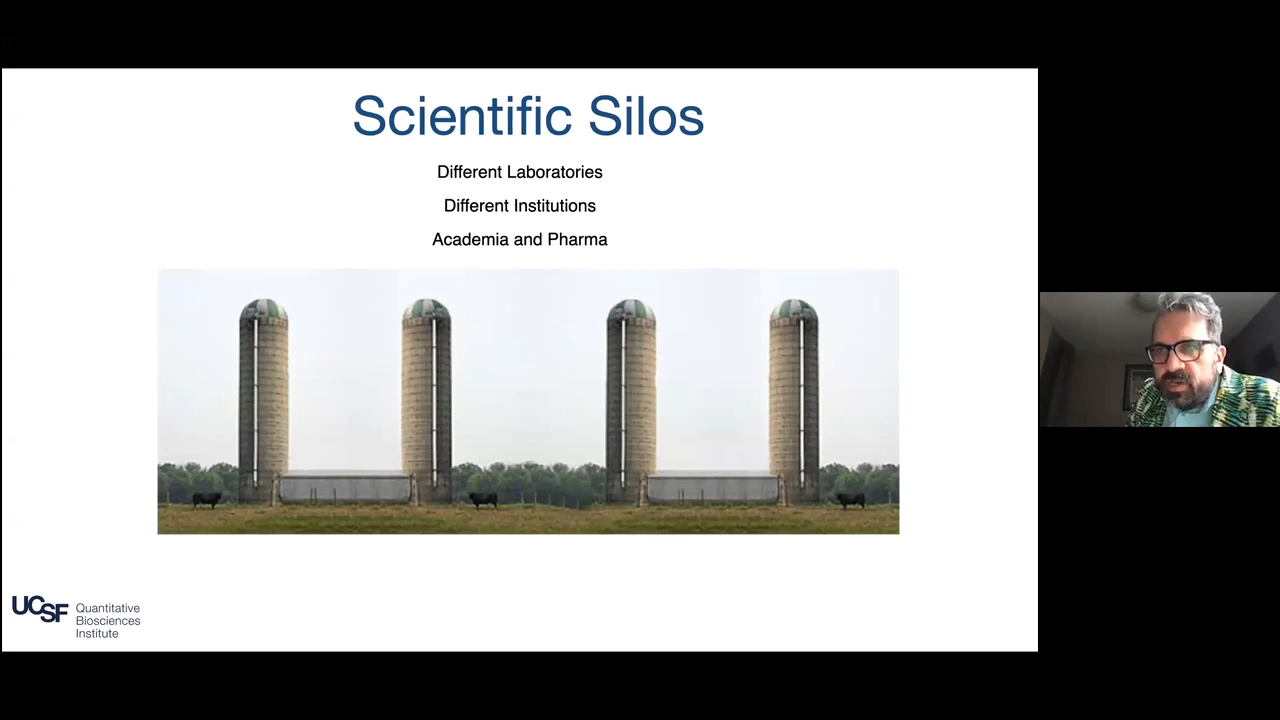 Scientific Silos
Different Laboratories
Different Institutions
Academia and Pharma
UCSF
Quantitative
Biosciences
Institute